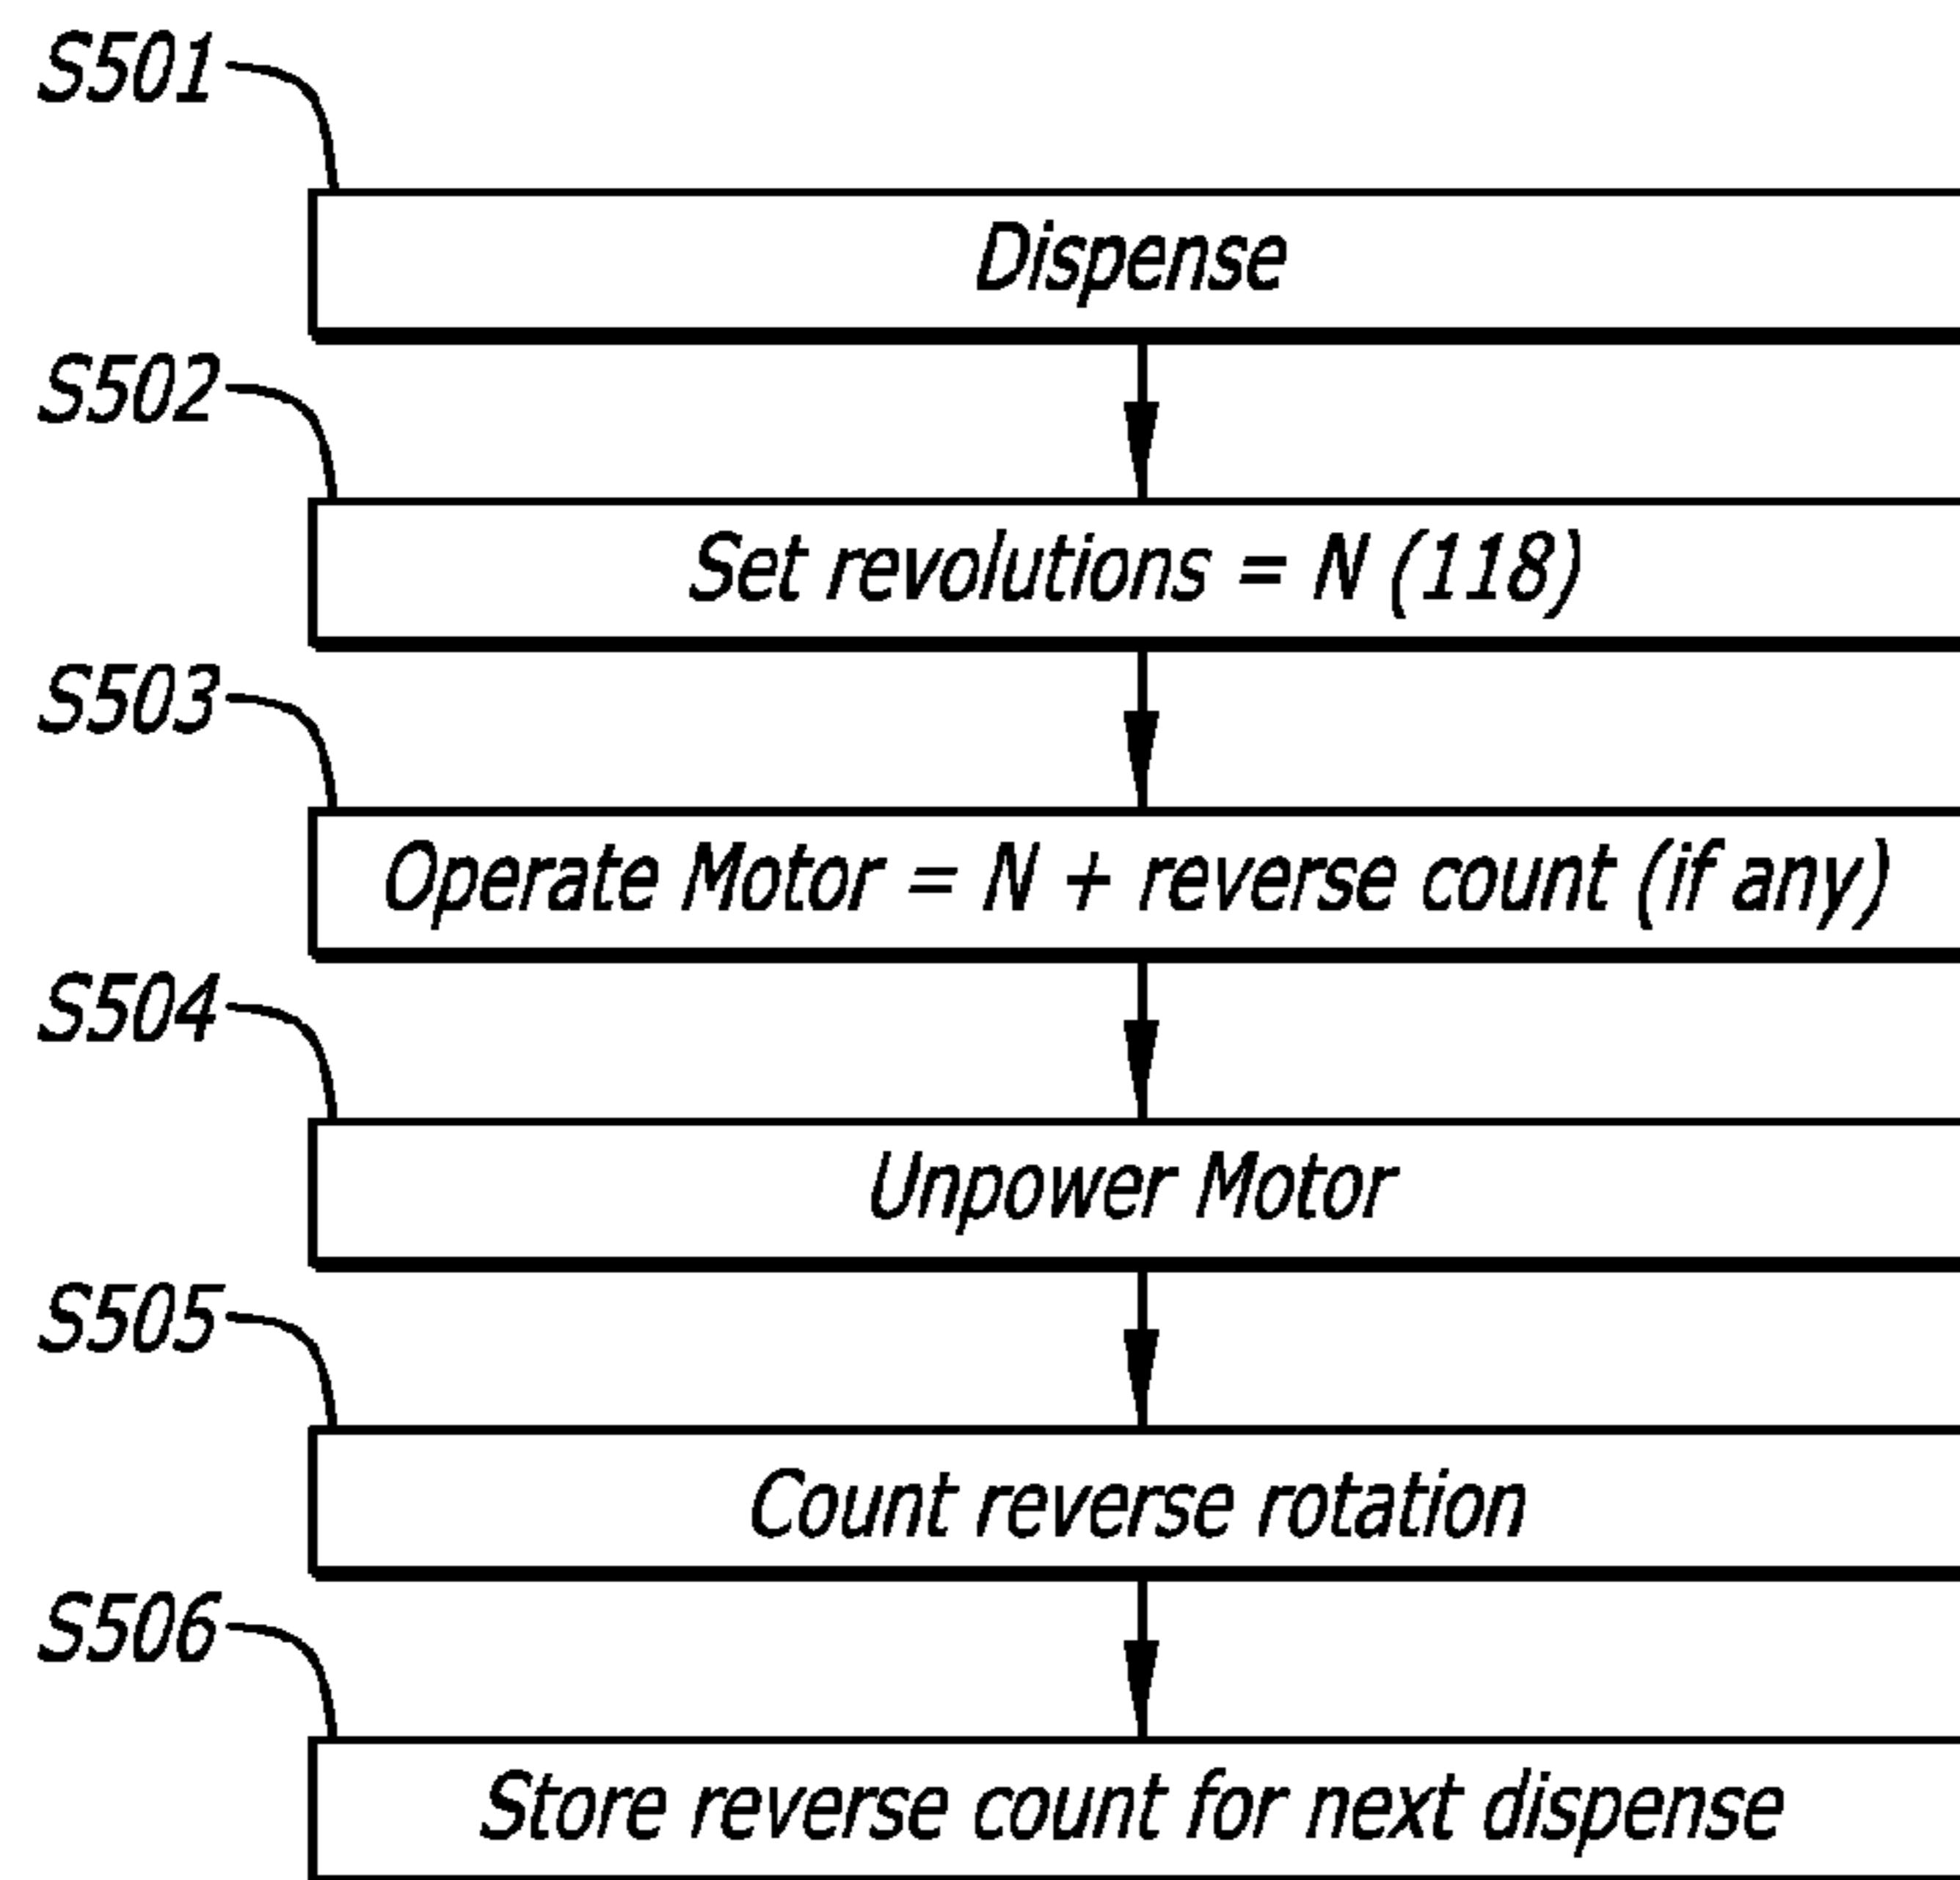 S501
Dispense
S502
Set revolutions = N (118)
S503
Operate Motor = N + reverse count (if any)
S504
Unpower Motor
S505
Count reverse rotation
S506
Store reverse count for next dispense